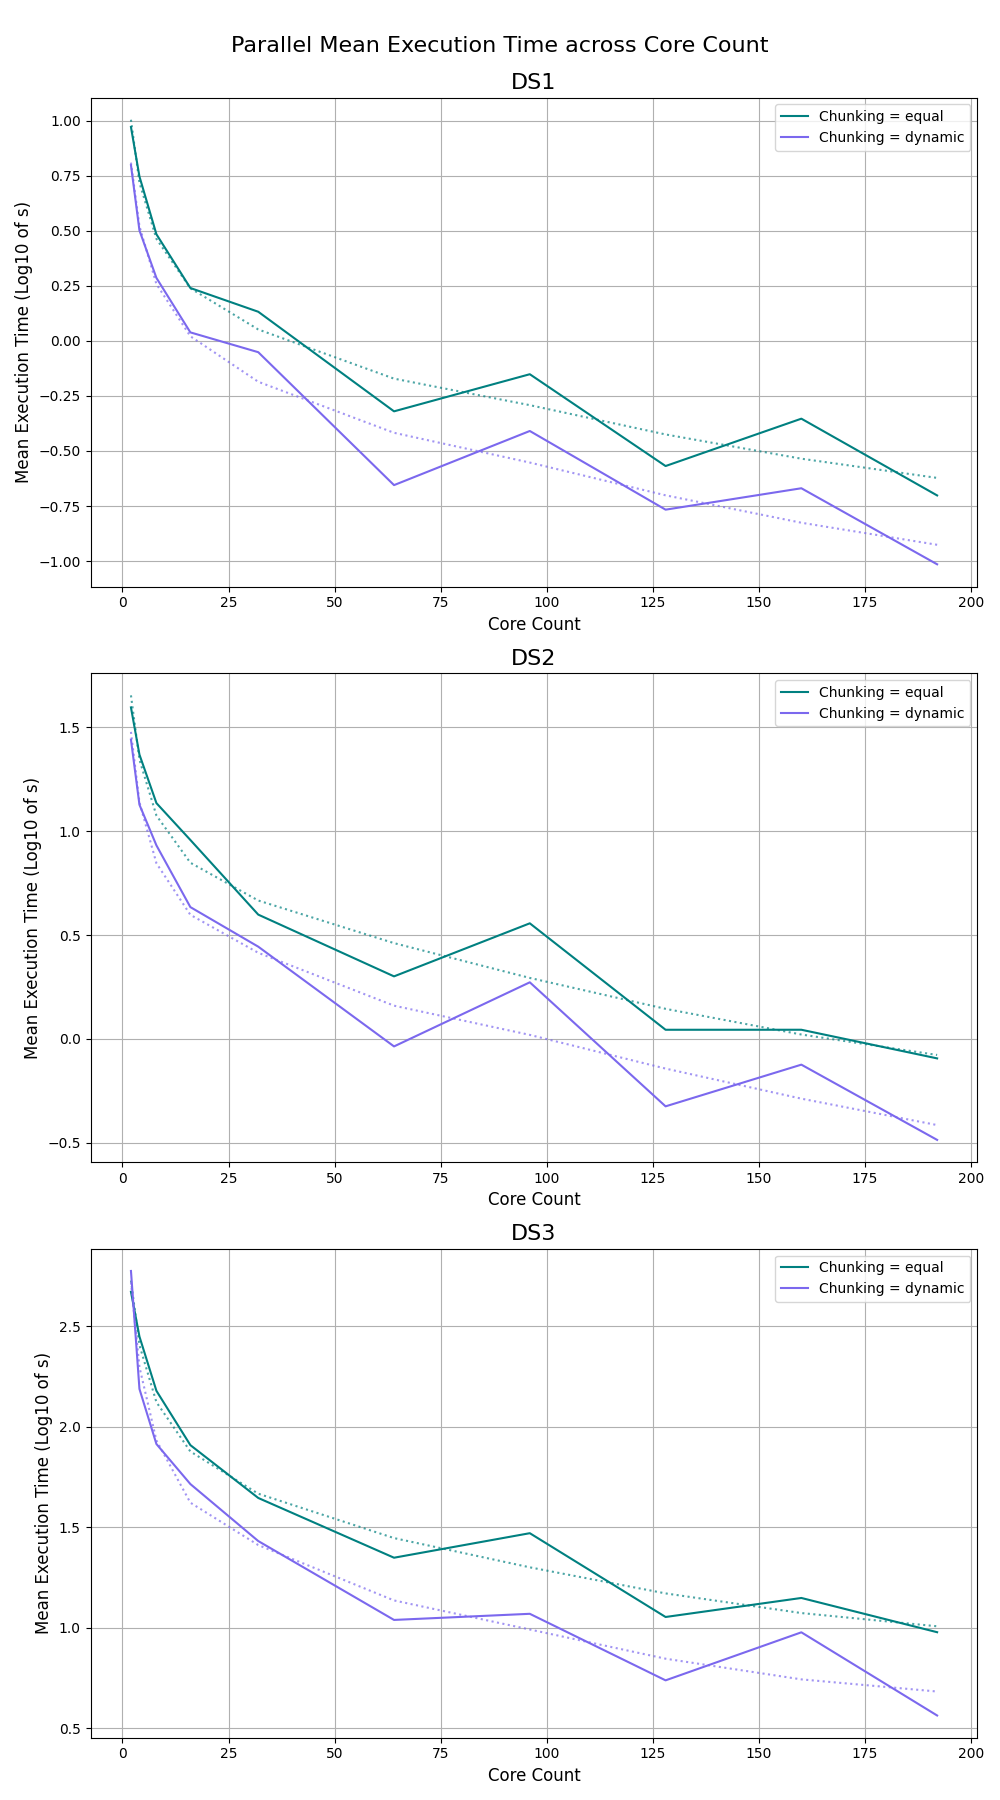 Parallel Mean Execution Time across Core Count
DS1
Chunking = equal
Chunking = dynamic
Mean Execution Time (Log10 of s)
1.00
0.75
0.50
0.25
0.00
−0.25
−0.50
−0.75
−1.00
0 25 50 75 100 125 150 175 200
Core Count
DS2
Chunking = equal
Chunking = dynamic
Mean Execution Time (Log10 of s)
1.5
1.0
0.5
0.0
−0.5
0 25 50 75 100 125 150 175 200
Core Count
DS3
Chunking = equal
Chunking = dynamic
Mean Execution Time (Log10 of s)
2.5
2.0
1.5
1.0
0.5
0 25 50 75 100 125 150 175 200
Core Count